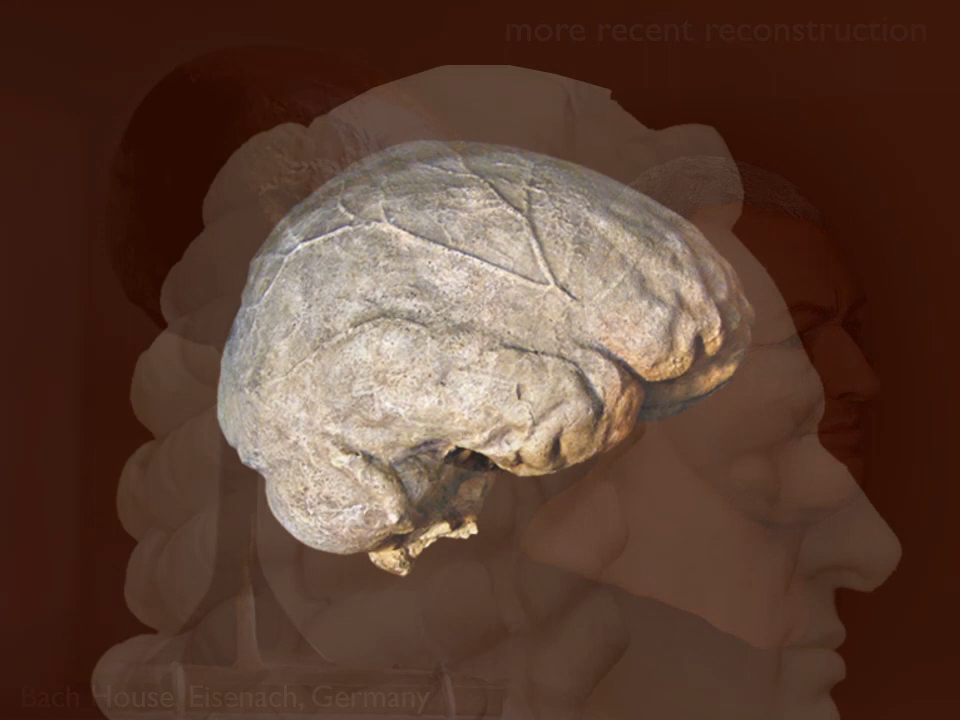 more recent reconstruction
Bach House, Eisenach, Germany